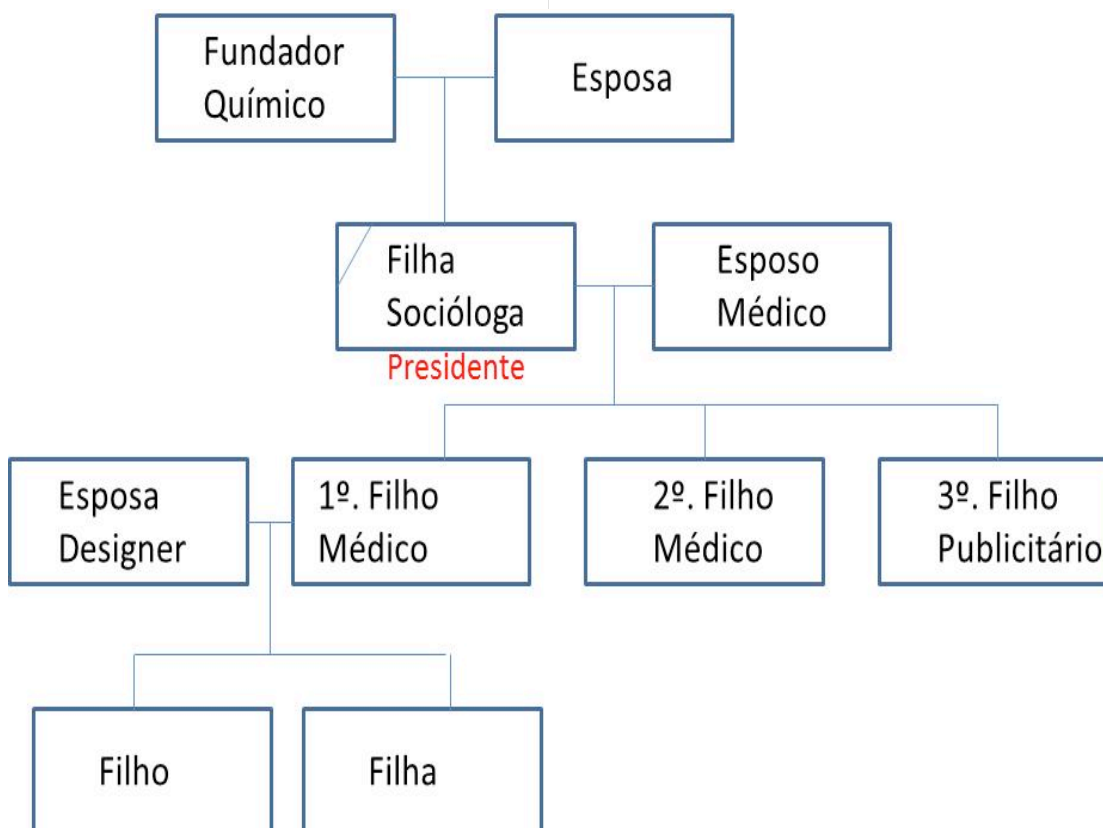 Fundador
Químico
Esposa
Filha
Socióloga
Presidente
Esposo
Médico
Esposa
Designer
1º. Filho
Médico
2º. Filho
Médico
3º. Filho
Publicitário
Filho
Filha